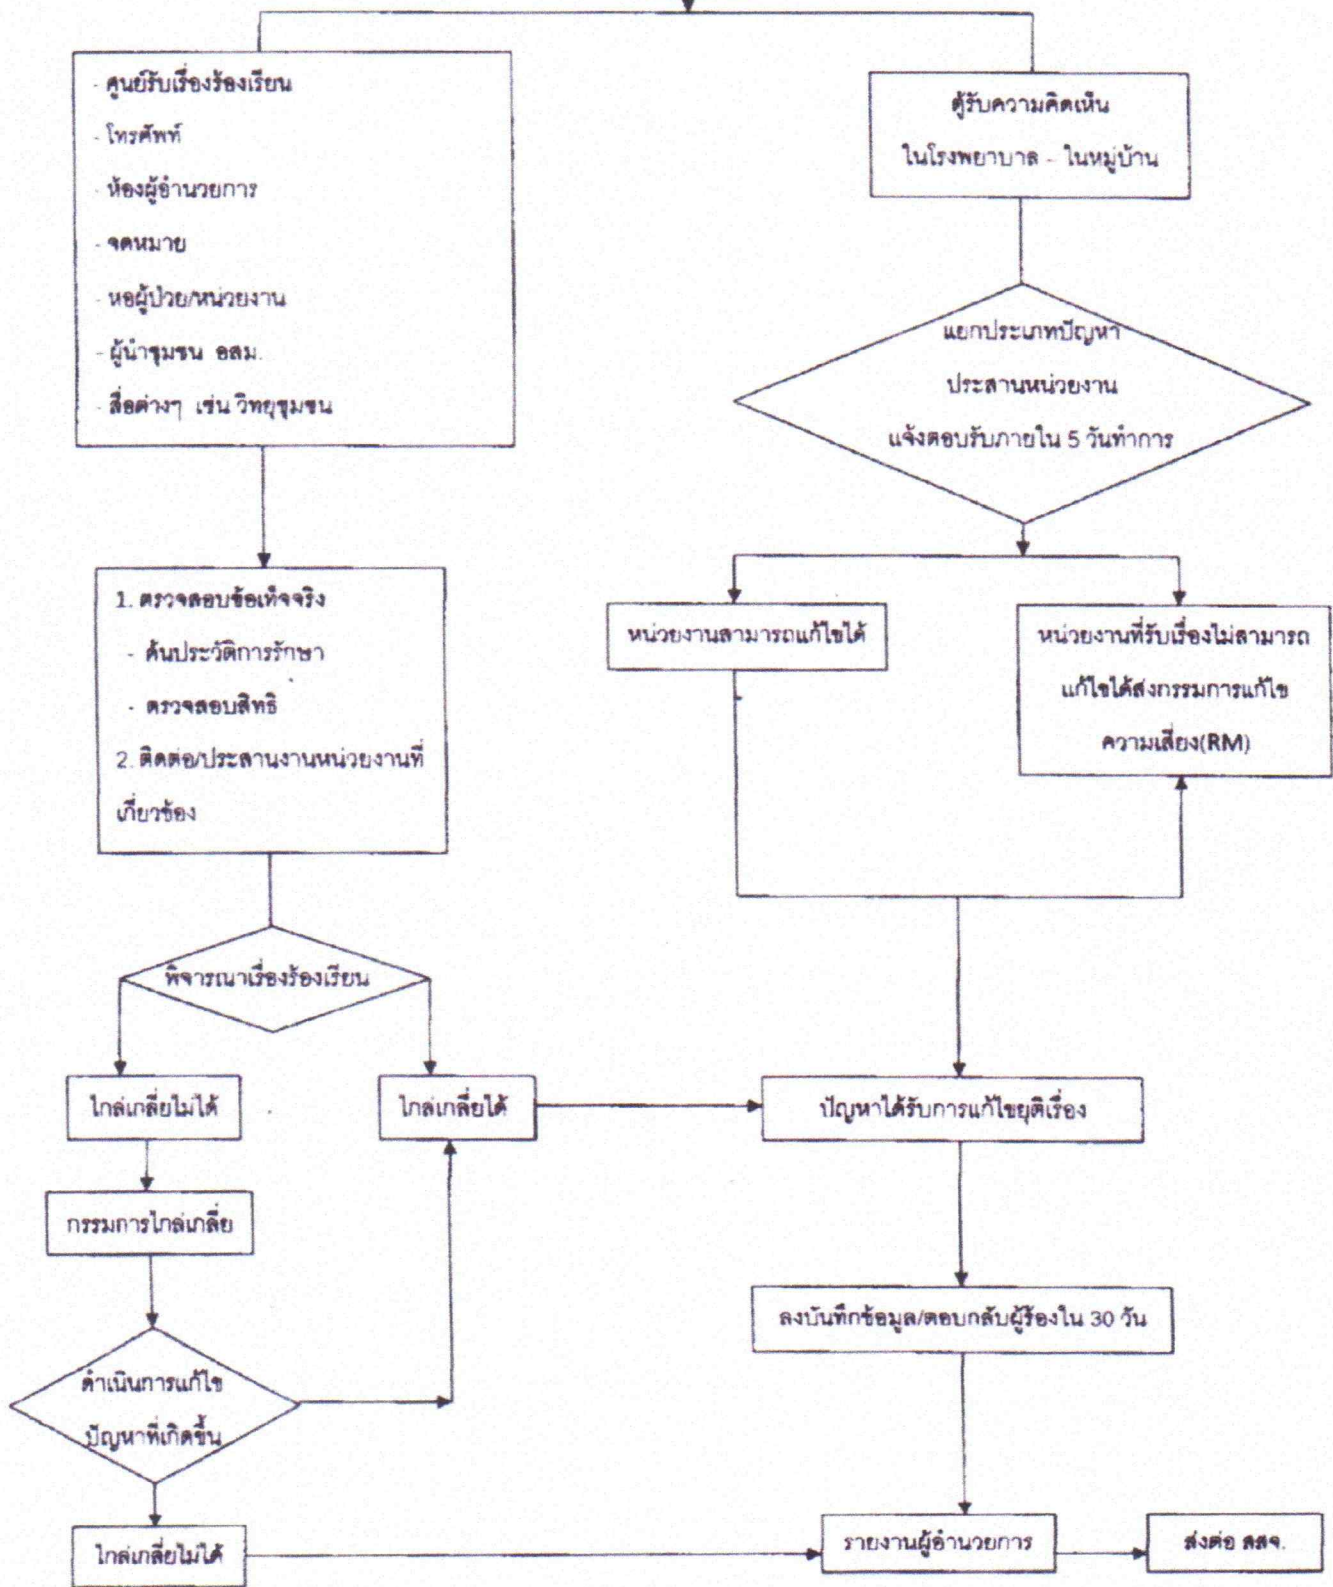 - ศูนย์รับเรื่องร้องเรียน
- โทรศัพท์
- ห้องผู้อำนวยการ
- จดหมาย
- หอผู้ป่วย/หน่วยงาน
- ผู้นำชุมชน อสม.
- สื่อต่างๆ เช่น วิทยุชุมชน
ตู้รับความคิดเห็น
ในโรงพยาบาล - ในหมู่บ้าน
แยกประเภทปัญหา
ประสานหน่วยงาน
แจ้งตอบรับภายใน 5 วันทำการ
1. ตรวจสอบข้อเท็จจริง
- ค้นประวัติการรักษา
- ตรวจสอบสิทธิ
2. ติดต่อ/ประสานงานหน่วยงานที่
เกี่ยวข้อง
หน่วยงานสามารถแก้ไขได้
หน่วยงานที่รับเรื่องไม่สามารถ
แก้ไขได้ส่งกรรมการแก้ไข
ความเสี่ยง(RM)
พิจารณาเรื่องร้องเรียน
ไกล่เกลี่ยไม่ได้
ไกล่เกลี่ยได้
ปัญหาได้รับการแก้ไขยุติเรื่อง
กรรมการไกล่เกลี่ย
ลงบันทึกข้อมูล/ตอบกลับผู้ร้องใน 30 วัน
ดำเนินการแก้ไข
ปัญหาที่เกิดขึ้น
ไกล่เกลี่ยไม่ได้
รายงานผู้อำนวยการ
ส่งต่อ สสจ.